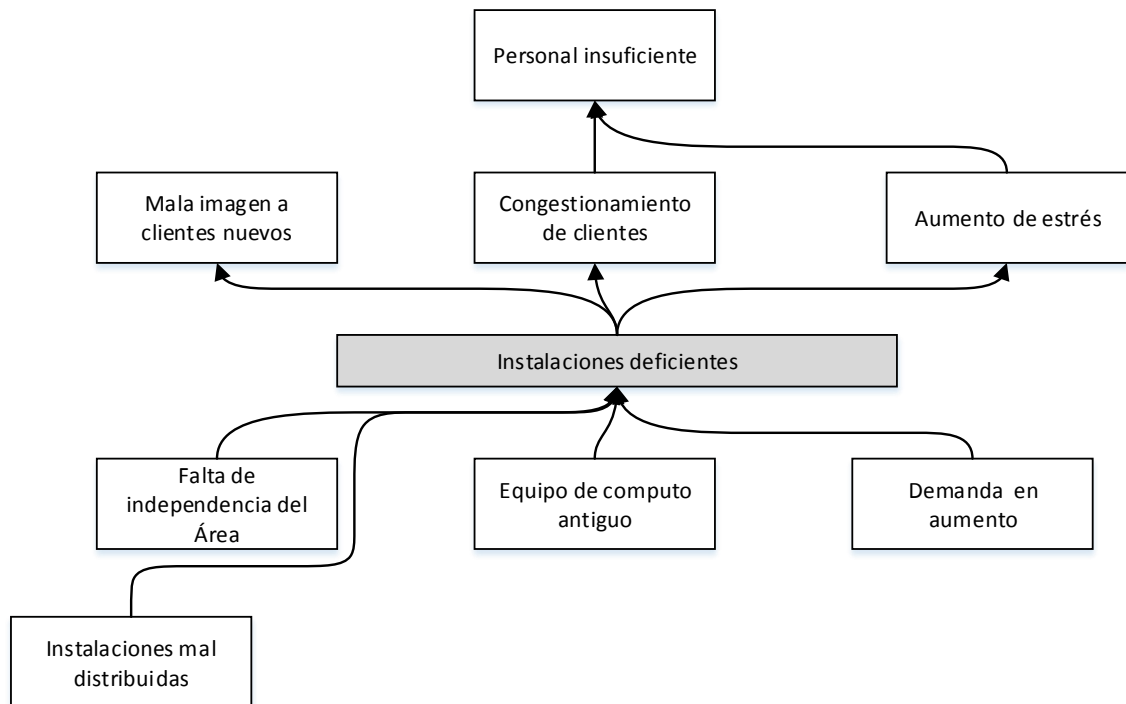 Personal insuficiente
Mala imagen a
clientes nuevos
Congestionamiento
de clientes
Aumento de estrés
Instalaciones deficientes
Falta de
independencia del
Área
Equipo de computo
antiguo
Demanda  en
aumento
Instalaciones mal
distribuidas